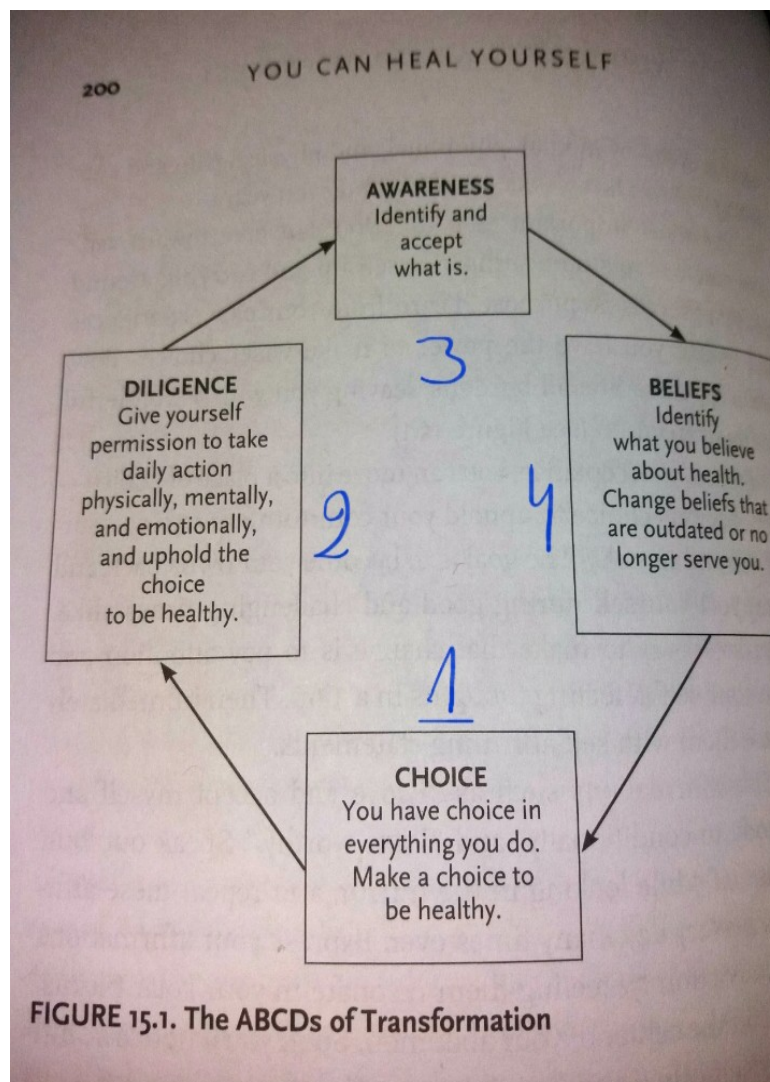 200
YOU CAN HEAL YOURSELF
AWARENESS
Identify and
accept
what is.
3
DILIGENCE
Give yourself
permission to take
daily action
physically, mentally,
and emotionally,
and uphold the
choice
to be healthy.
2
4
BELIEFS
Identify
what you believe
about health.
Change beliefs that
are outdated or no
longer serve you.
1
CHOICE
You have choice in
everything you do.
Make a choice to
be healthy.
FIGURE 15.1. The ABCDs of Transformation